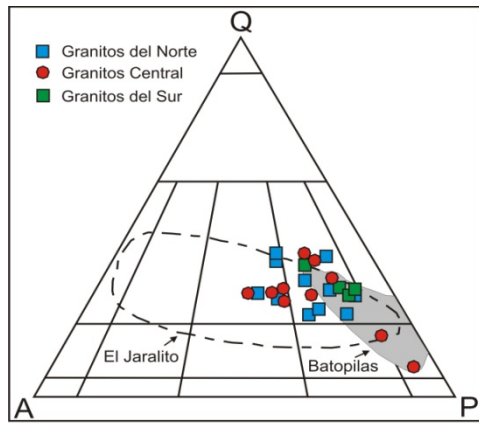 Q
Granitos del Norte
Granitos Central
Granitos del Sur
El Jaralito
Batopilas
A
P